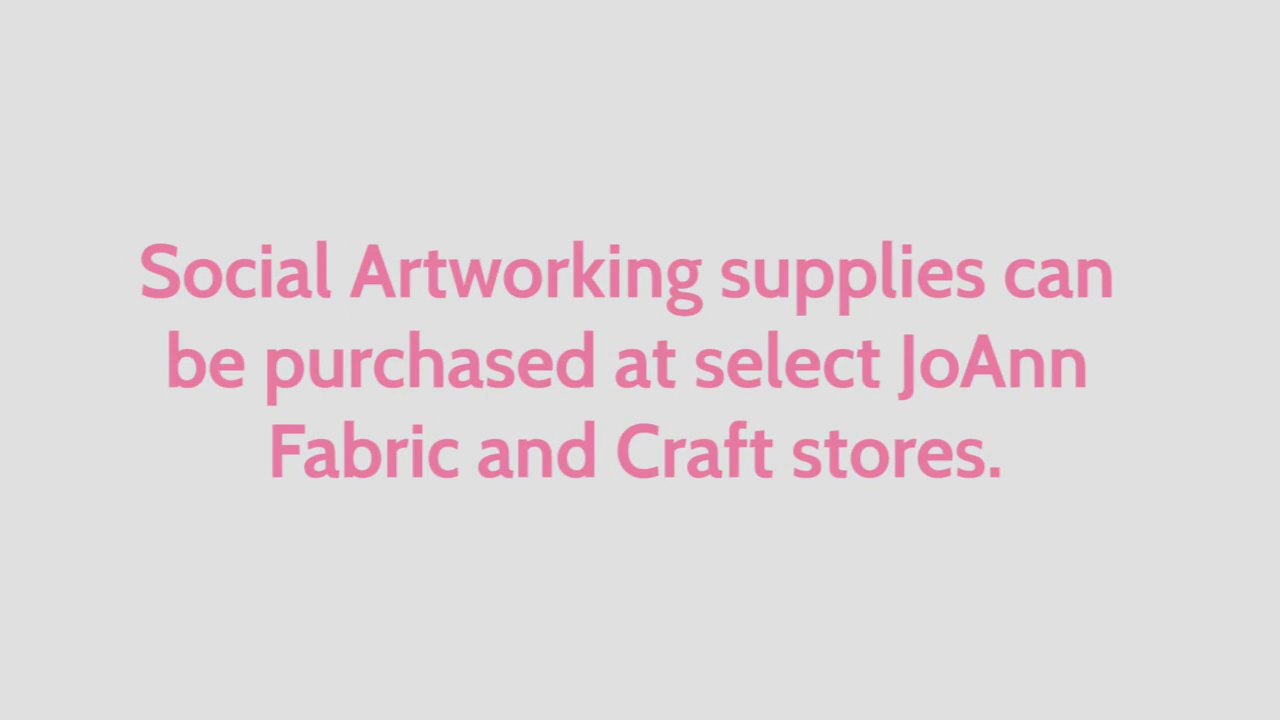 Social Artworking supplies can
be purchased at select JoAnn
Fabric and Craft stores.